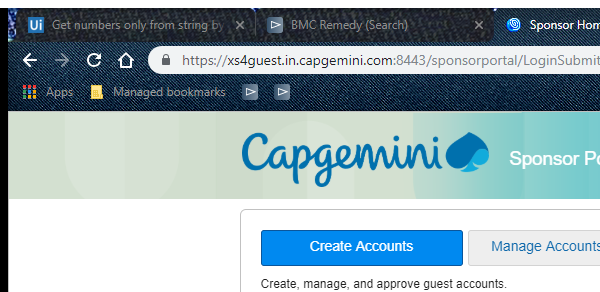 Ui Get numbers only from string by BMC Remedy (Search) Sponsor Hom
https://xs4guest.in.capgemini.com:8443/sponsorportal/LoginSubmit
Apps Managed bookmarks
Capgemini Sponsor Po
Create Accounts Manage Accounts
Create, manage, and approve guest accounts.